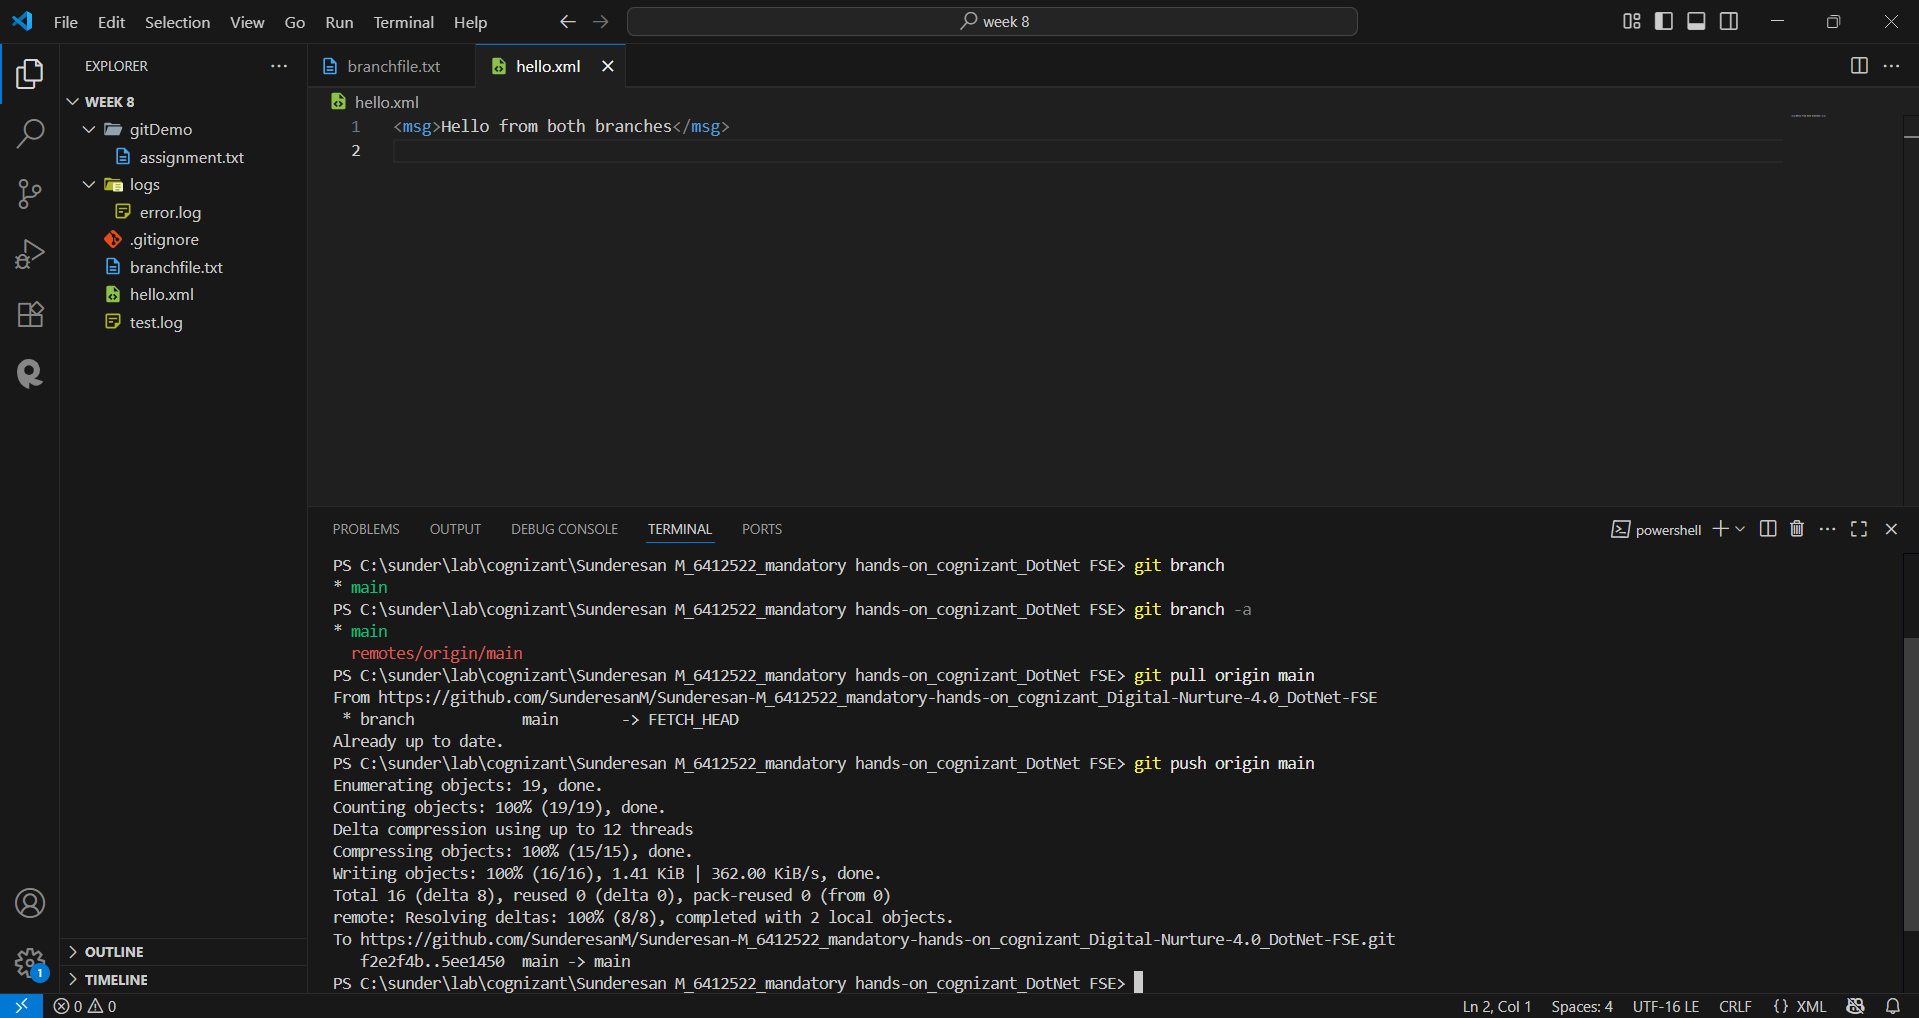 File Edit Selection View Go Run Terminal Help
week 8
EXPLORER
WEEK 8
gitDemo
assignment.txt
logs
error.log
.gitignore
branchfile.txt
hello.xml
test.log
OUTLINE
TIMELINE
branchfile.txt hello.xml
hello.xml
1 <msg>Hello from both branches</msg>
2
PROBLEMS OUTPUT DEBUG CONSOLE TERMINAL PORTS
powershell
PS C:\sunder\lab\cognizant\Sunderesan M_6412522_mandatory hands-on_cognizant_DotNet FSE> git branch
* main
PS C:\sunder\lab\cognizant\Sunderesan M_6412522_mandatory hands-on_cognizant_DotNet FSE> git branch -a
* main
remotes/origin/main
PS C:\sunder\lab\cognizant\Sunderesan M_6412522_mandatory hands-on_cognizant_DotNet FSE> git pull origin main
From https://github.com/SunderesanM/Sunderesan-M_6412522_mandatory-hands-on_cognizant_Digital-Nurture-4.0_DotNet-FSE
* branch main -> FETCH_HEAD
Already up to date.
PS C:\sunder\lab\cognizant\Sunderesan M_6412522_mandatory hands-on_cognizant_DotNet FSE> git push origin main
Enumerating objects: 19, done.
Counting objects: 100% (19/19), done.
Delta compression using up to 12 threads
Compressing objects: 100% (15/15), done.
Writing objects: 100% (16/16), 1.41 KiB | 362.00 KiB/s, done.
Total 16 (delta 8), reused 0 (delta 0), pack-reused 0 (from 0)
remote: Resolving deltas: 100% (8/8), completed with 2 local objects.
To https://github.com/SunderesanM/Sunderesan-M_6412522_mandatory-hands-on_cognizant_Digital-Nurture-4.0_DotNet-FSE.git
f2e2f4b..5ee1450 main -> main
PS C:\sunder\lab\cognizant\Sunderesan M_6412522_mandatory hands-on_cognizant_DotNet FSE>
1
0 0 Ln 2, Col 1 Spaces: 4 UTF-16 LE CRLF {} XML